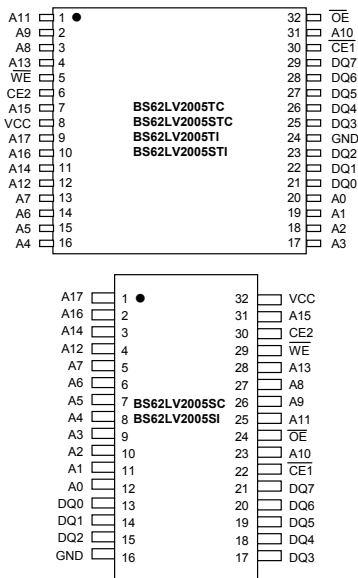 A11 1 32 OE
A9 2 31 A10
A8 3 30 CE1
A13 4 29 DQ7
WE 5 28 DQ6
CE2 6 27 DQ5
A15 7 BS62LV2005TC 26 DQ4
VCC 8 BS62LV2005STC 25 DQ3
A17 9 BS62LV2005TI 24 GND
A16 10 BS62LV2005STI 23 DQ2
A14 11 22 DQ1
A12 12 21 DQ0
A7 13 20 A0
A6 14 19 A1
A5 15 18 A2
A4 16 17 A3
A17 1 32 VCC
A16 2 31 A15
A14 3 30 CE2
A12 4 29 WE
A7 5 28 A13
A6 6 27 A8
A5 7 BS62LV2005SC 26 A9
A4 8 BS62LV2005SI 25 A11
A3 9 24 OE
A2 10 23 A10
A1 11 22 CE1
A0 12 21 DQ7
DQ0 13 20 DQ6
DQ1 14 19 DQ5
DQ2 15 18 DQ4
GND 16 17 DQ3